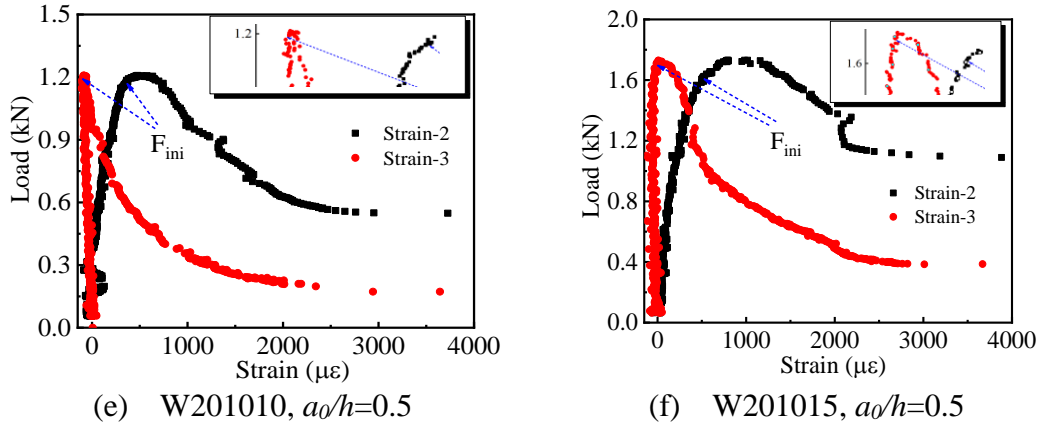 (e)
1.5
1.2
0.9
0.6
0.3
0.0
Load (kN)
1.2
F_ini
Strain-2
Strain-3
0 1000 2000 3000 4000
Strain (με)
(e) W201010, a₀/h=0.5
(f)
2.0
1.6
1.2
0.8
0.4
0.0
Load (kN)
1.6
F_ini
Strain-2
Strain-3
0 1000 2000 3000 4000
Strain (με)
(f) W201015, a₀/h=0.5